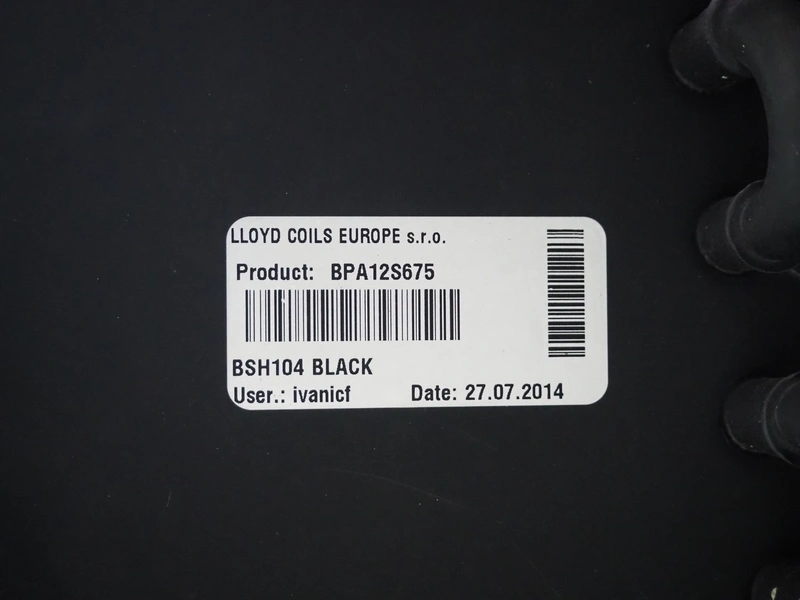 LLOYD COILS EUROPE s.r.o.
Product: BPA12S675
BSH104 BLACK
User.: ivanicf Date: 27.07.2014